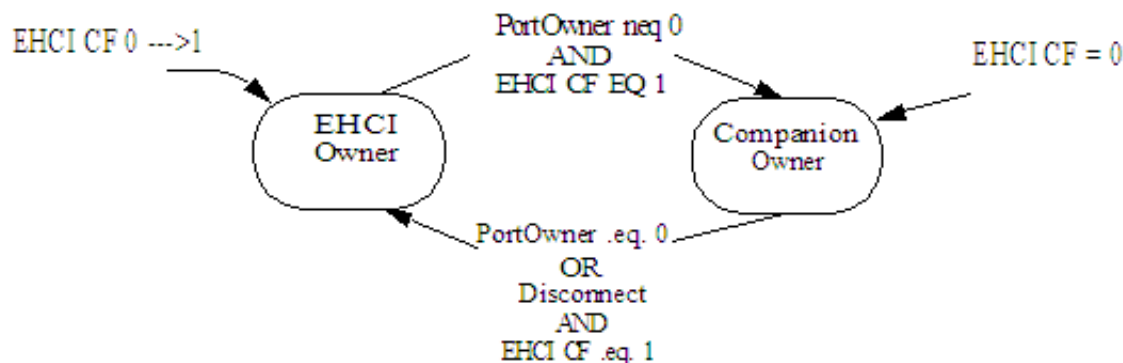 EHCI CF 0 --->1
PortOwner neq 0
AND
EHCI CF EQ 1
EHCI CF = 0
EHCI
Owner
Companion
Owner
PortOwner .eq. 0
OR
Disconnect
AND
EHCI CF .eq. 1